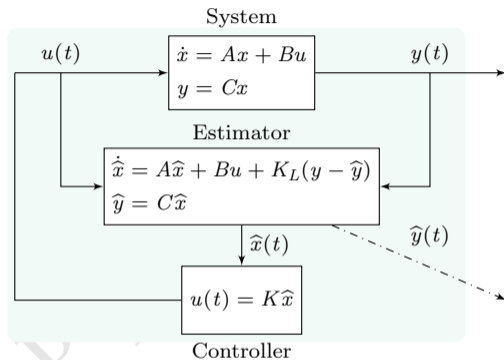 System
u(t)
ẋ = Ax + Bu
y = Cx
y(t)
Estimator
x̂̇ = Ax̂ + Bu + K_L(y − ŷ)
ŷ = Cx̂
x̂(t)
ŷ(t)
u(t) = Kx̂
Controller